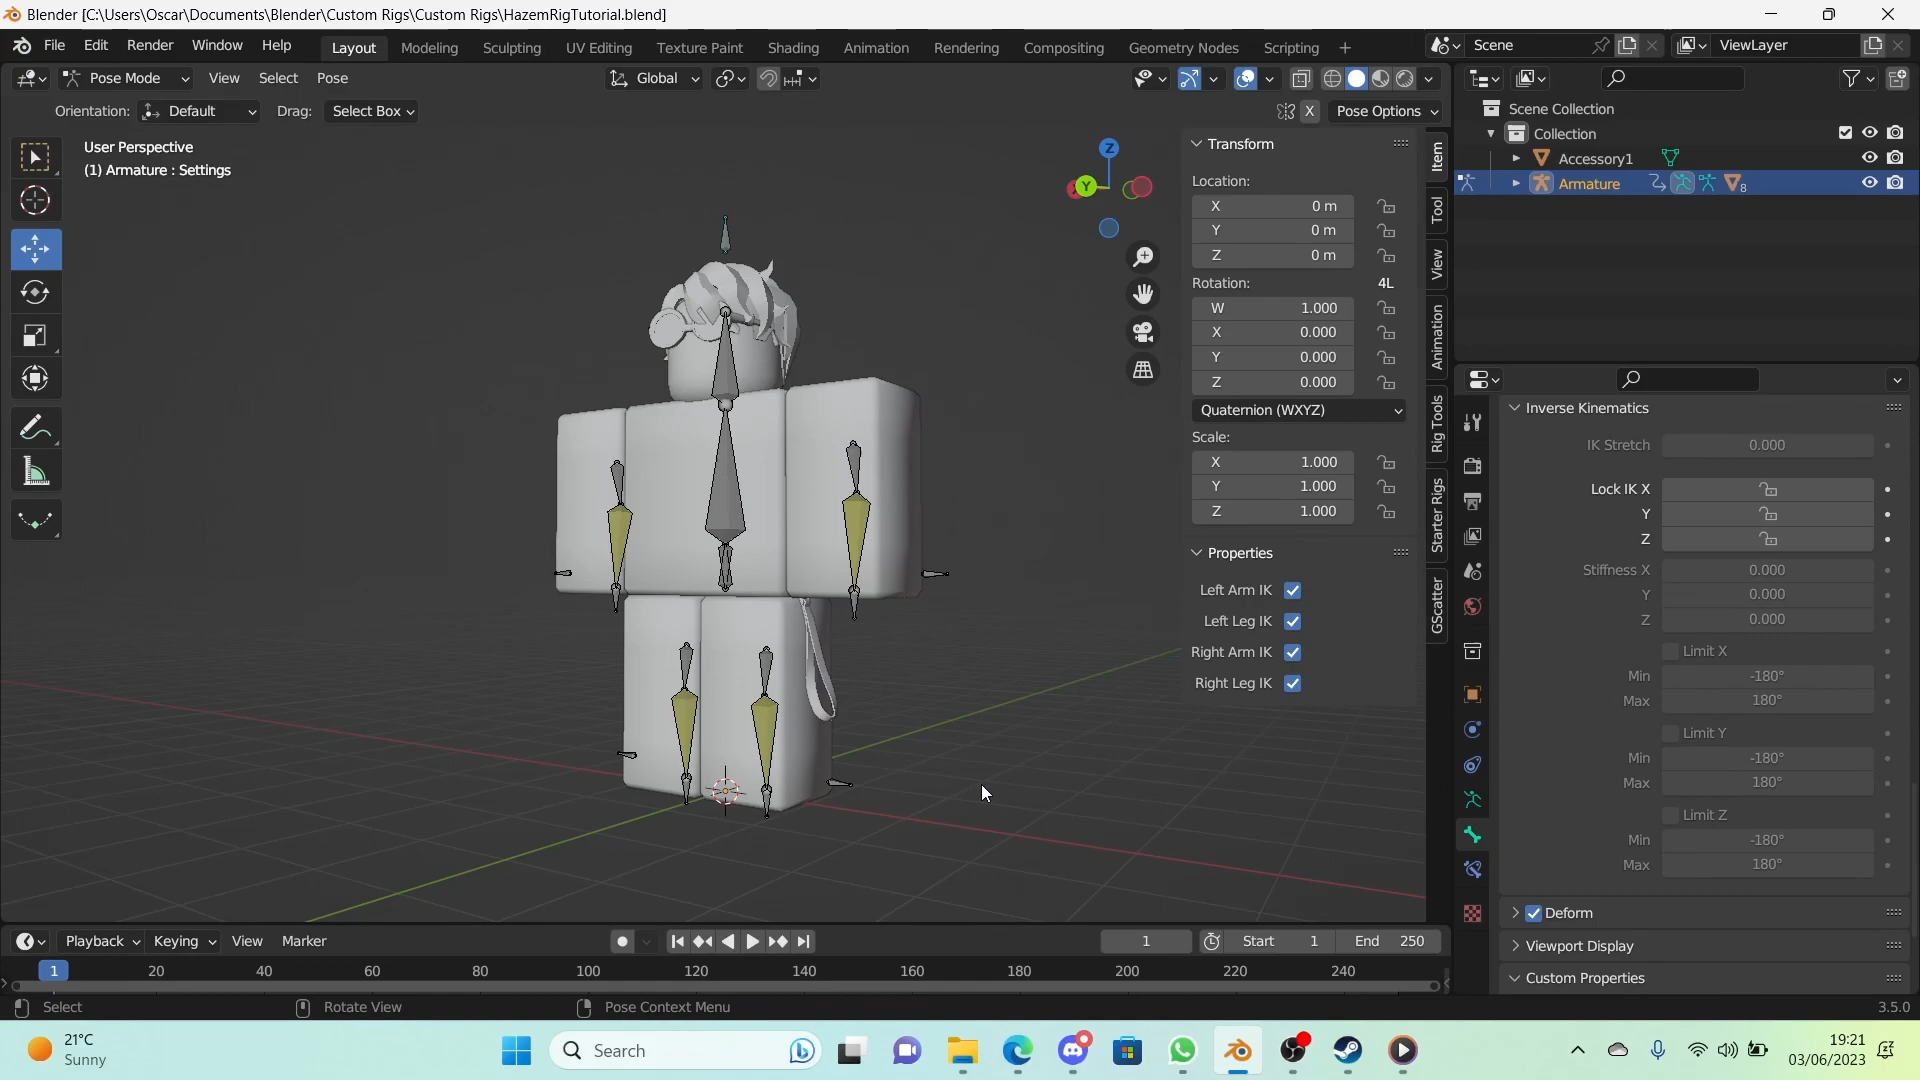 Blender [C:\Users\Oscar\Documents\Blender\Custom Rigs\Custom Rigs\HazemRigTutorial.blend]
File Edit Render Window Help Layout Modeling Sculpting UV Editing Texture Paint Shading Animation Rendering Compositing Geometry Nodes Scripting + Scene ViewLayer
Pose Mode View Select Pose Global
Orientation: Default Drag: Select Box X Pose Options
User Perspective
(1) Armature : Settings
Z
X
Y
Transform
Location:
X 0 m
Y 0 m
Z 0 m
Rotation: 4L
W 1.000
X 0.000
Y 0.000
Z 0.000
Quaternion (WXYZ)
Scale:
X 1.000
Y 1.000
Z 1.000
Properties
Left Arm IK
Left Leg IK
Right Arm IK
Right Leg IK
Item
Tool
View
Animation
Rig Tools
Starter Rigs
GScatter
Scene Collection
Collection
Accessory1
Armature 8
Inverse Kinematics
IK Stretch 0.000
Lock IK X
Y
Z
Stiffness X 0.000
Y 0.000
Z 0.000
Limit X
Min -180°
Max 180°
Limit Y
Min -180°
Max 180°
Limit Z
Min -180°
Max 180°
Deform
Viewport Display
Custom Properties
Playback Keying View Marker 1 Start 1 End 250
1 20 40 60 80 100 120 140 160 180 200 220 240
Select Rotate View Pose Context Menu 3.5.0
21°C
Sunny
Search
19:21
03/06/2023